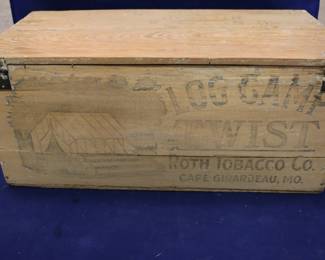 LOG CAMP
TWIST
ROTH TOBACCO CO.
CAPE GIRARDEAU, MO.